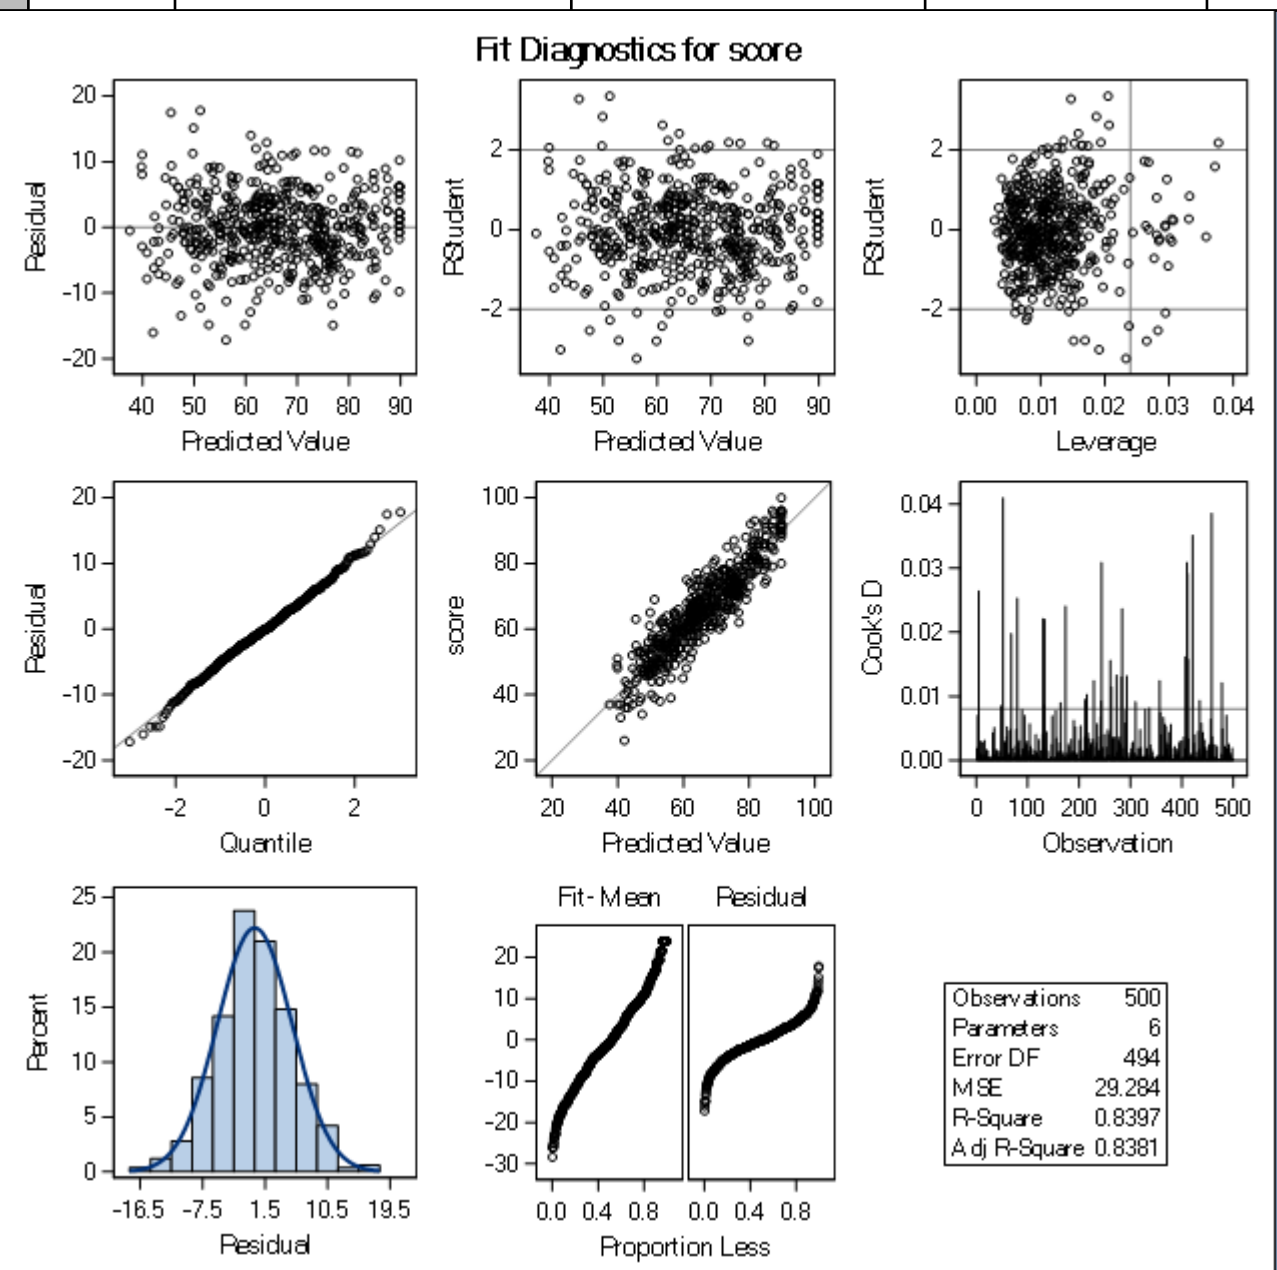 Fit Diagnostics for score
20
10
0
-10
-20
Residual
40 50 60 70 80 90
Predicted Value
2
0
-2
RStudent
40 50 60 70 80 90
Predicted Value
2
0
-2
RStudent
0.00 0.01 0.02 0.03 0.04
Leverage
20
10
0
-10
-20
Residual
-2 0 2
Quantile
100
80
60
40
20
score
20 40 60 80 100
Predicted Value
0.04
0.03
0.02
0.01
0.00
Cook's D
0 100 200 300 400 500
Observation
25
20
15
10
5
0
Percent
-16.5 -7.5 1.5 10.5 19.5
Residual
Fit-Mean Residual
20
10
0
-10
-20
-30
0.0 0.4 0.8 0.0 0.4 0.8
Proportion Less
Observations 500
Parameters 6
Error DF 494
MSE 29.284
R-Square 0.8397
Adj R-Square 0.8381